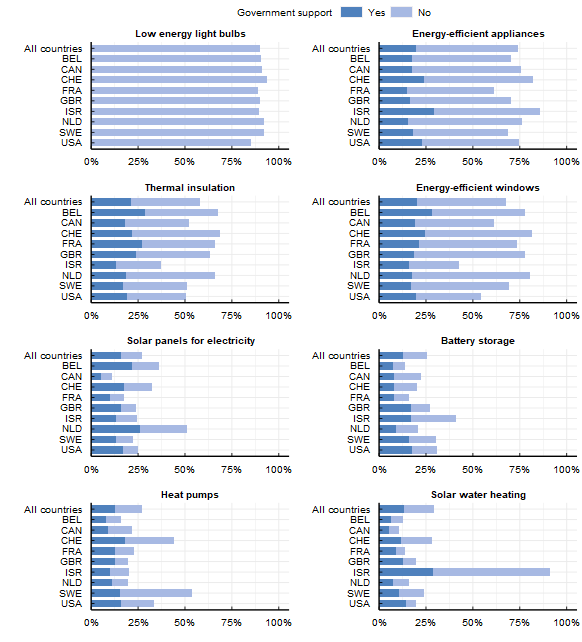 Government support Yes No
Low energy light bulbs
All countries
BEL
CAN
CHE
FRA
GBR
ISR
NLD
SWE
USA
0% 25% 50% 75% 100%
Energy-efficient appliances
All countries
BEL
CAN
CHE
FRA
GBR
ISR
NLD
SWE
USA
0% 25% 50% 75% 100%
Thermal insulation
All countries
BEL
CAN
CHE
FRA
GBR
ISR
NLD
SWE
USA
0% 25% 50% 75% 100%
Energy-efficient windows
All countries
BEL
CAN
CHE
FRA
GBR
ISR
NLD
SWE
USA
0% 25% 50% 75% 100%
Solar panels for electricity
All countries
BEL
CAN
CHE
FRA
GBR
ISR
NLD
SWE
USA
0% 25% 50% 75% 100%
Battery storage
All countries
BEL
CAN
CHE
FRA
GBR
ISR
NLD
SWE
USA
0% 25% 50% 75% 100%
Heat pumps
All countries
BEL
CAN
CHE
FRA
GBR
ISR
NLD
SWE
USA
0% 25% 50% 75% 100%
Solar water heating
All countries
BEL
CAN
CHE
FRA
GBR
ISR
NLD
SWE
USA
0% 25% 50% 75% 100%